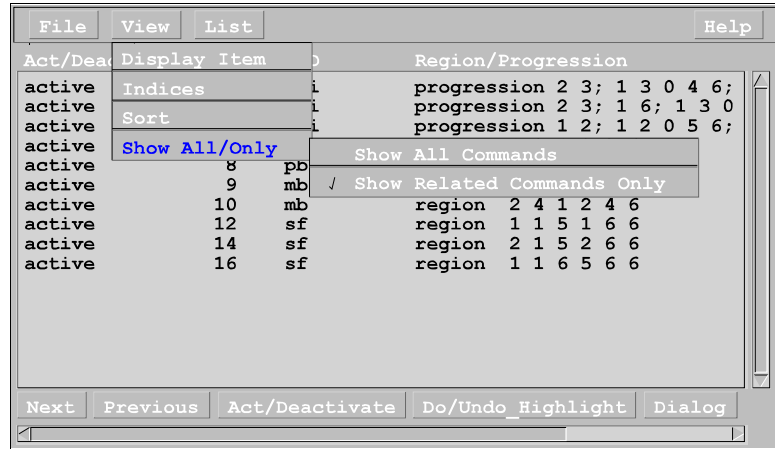 File View List Help
Act/Dea Display Item Region/Progression
active Indices i progression 2 3; 1 3 0 4 6;
active i progression 2 3; 1 6; 1 3 0
active Sort i progression 1 2; 1 2 0 5 6;
active Show All/Only Show All Commands
active 8 pb
active 9 mb √ Show Related Commands Only
active 10 mb region 2 4 1 2 4 6
active 12 sf region 1 1 5 1 6 6
active 14 sf region 2 1 5 2 6 6
active 16 sf region 1 1 6 5 6 6
Next Previous Act/Deactivate Do/Undo_Highlight Dialog